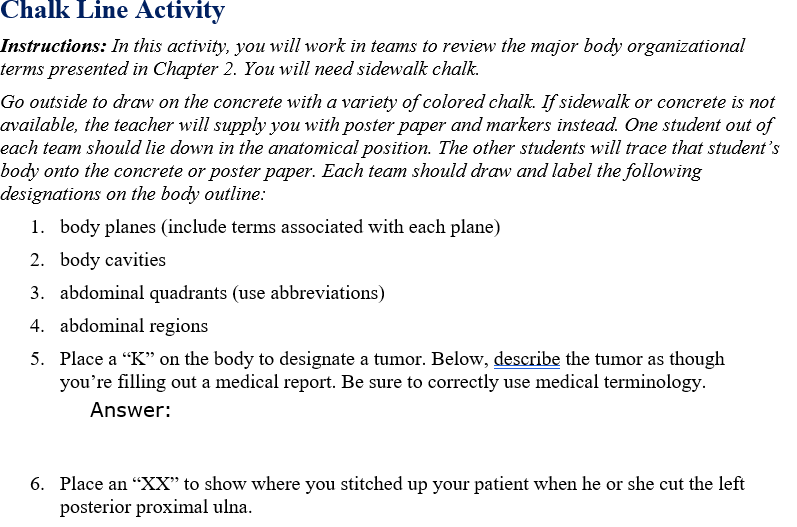 Chalk Line Activity
Instructions: In this activity, you will work in teams to review the major body organizational
terms presented in Chapter 2. You will need sidewalk chalk.
Go outside to draw on the concrete with a variety of colored chalk. If sidewalk or concrete is not
available, the teacher will supply you with poster paper and markers instead. One student out of
each team should lie down in the anatomical position. The other students will trace that student’s
body onto the concrete or poster paper. Each team should draw and label the following
designations on the body outline:
1. body planes (include terms associated with each plane)
2. body cavities
3. abdominal quadrants (use abbreviations)
4. abdominal regions
5. Place a “K” on the body to designate a tumor. Below, describe the tumor as though
you’re filling out a medical report. Be sure to correctly use medical terminology.
Answer:
6. Place an “XX” to show where you stitched up your patient when he or she cut the left
posterior proximal ulna.